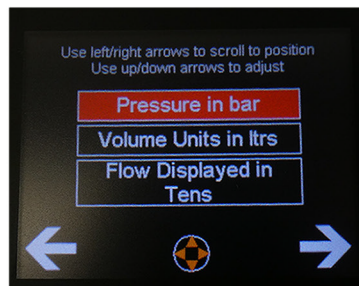 Use left/right arrows to scroll to position
Use up/down arrows to adjust
Pressure in bar
Volume Units in ltrs
Flow Displayed in
Tens